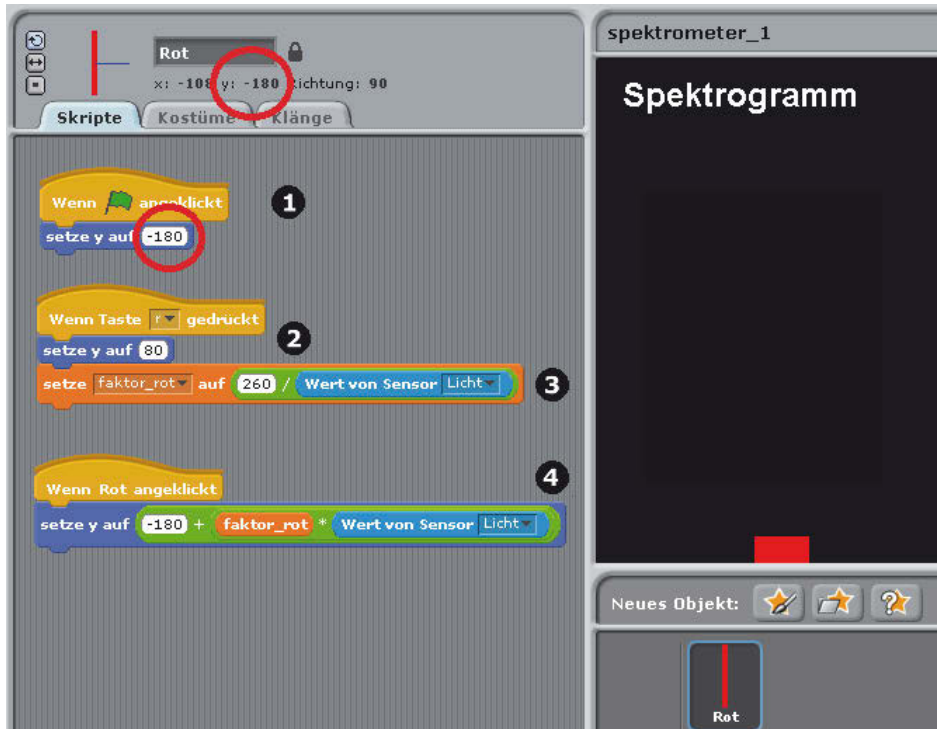 Rot
x: -108 y: -180 Richtung: 90
Skripte Kostüme Klänge
Wenn angeklickt
setze y auf -180
1
Wenn Taste r gedrückt
2
setze y auf 80
setze faktor_rot auf 260 / Wert von Sensor Licht
3
4
Wenn Rot angeklickt
setze y auf -180 + faktor_rot * Wert von Sensor Licht
spektrometer_1
Spektrogramm
Neues Objekt:
Rot